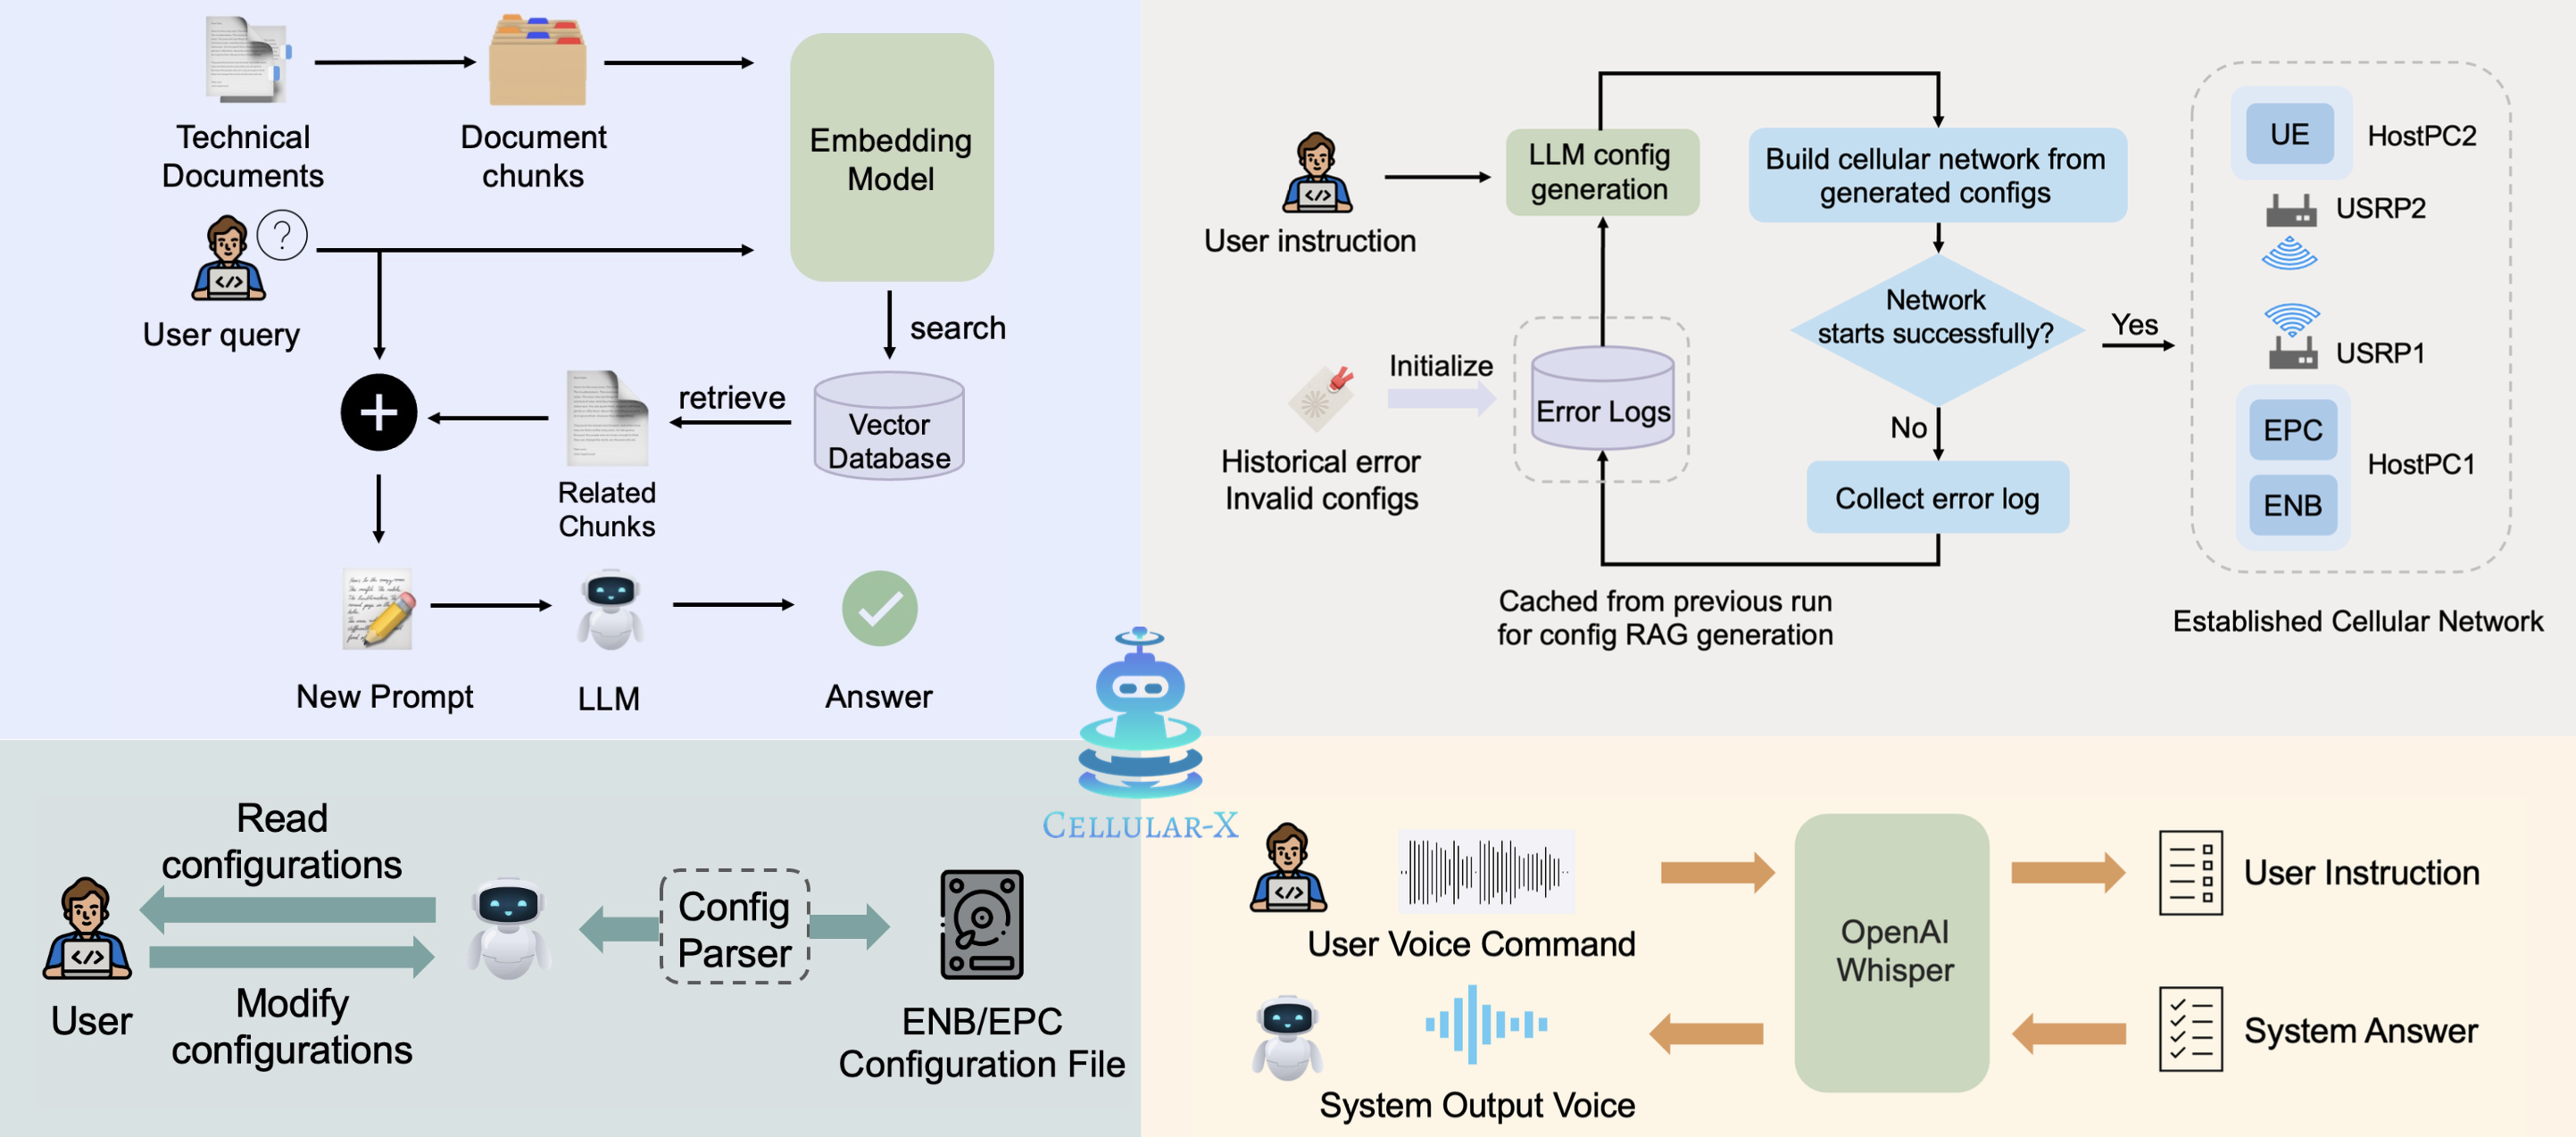 Technical
Documents
Document
chunks
Embedding
Model
?
</>
User query
search
Vector
Database
retrieve
Related
Chunks
+
New Prompt
LLM
Answer
</>
User instruction
LLM config
generation
Build cellular network from
generated configs
Network
starts successfully?
Yes
No
Collect error log
Initialize
Error Logs
Historical error
Invalid configs
Cached from previous run
for config RAG generation
UE
HostPC2
USRP2
USRP1
EPC
HostPC1
ENB
Established Cellular Network
CELLULAR-X
Read
configurations
</>
User
Modify
configurations
Config
Parser
ENB/EPC
Configuration File
</>
User Voice Command
OpenAI
Whisper
User Instruction
System Output Voice
System Answer